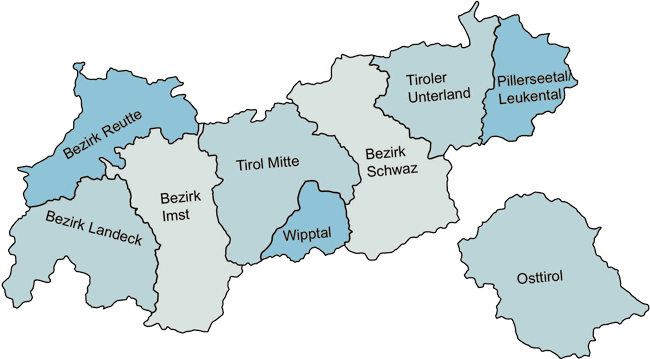 Tiroler
Unterland
Pillerseetal/
Leukental
Bezirk Reutte
Tirol Mitte
Bezirk
Schwaz
Bezirk
Imst
Bezirk Landeck
Wipptal
Osttirol